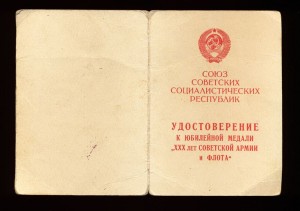 СОЮЗ
СОВЕТСКИХ
СОЦИАЛИСТИЧЕСКИХ
РЕСПУБЛИК
УДОСТОВЕРЕНИЕ
К ЮБИЛЕЙНОЙ МЕДАЛИ
„XXX ЛЕТ СОВЕТСКОЙ АРМИИ
И ФЛОТА“